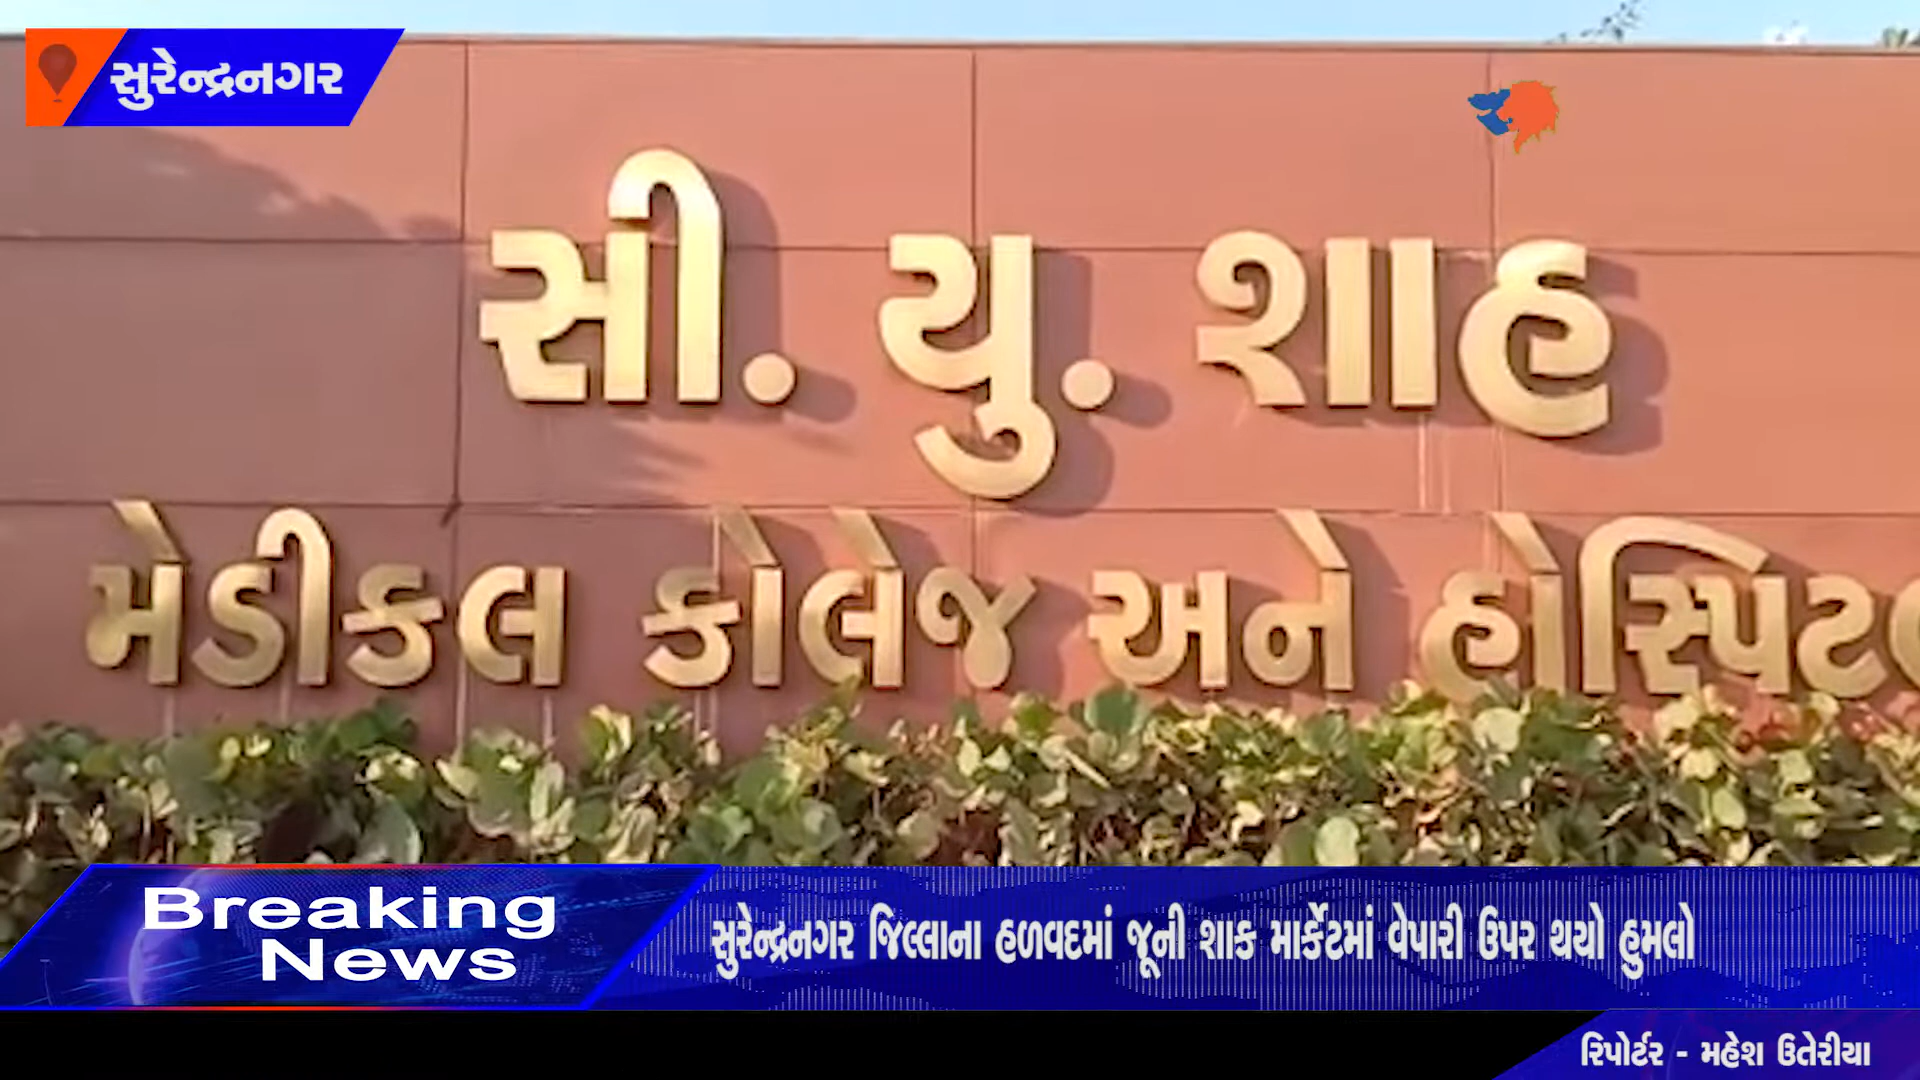 સુરેન્દ્રનગર
સી. યુ. શાહ
મેડીકલ કોલેજ અને હોસ્પિટલ
Breaking
News
સુરેન્દ્રનગર જિલ્લાના હળવદમાં જૂની શાક માર્કેટમાં વેપારી ઉપર થયો હુમલો
રિપોર્ટર - મહેશ ઉતેરીયા